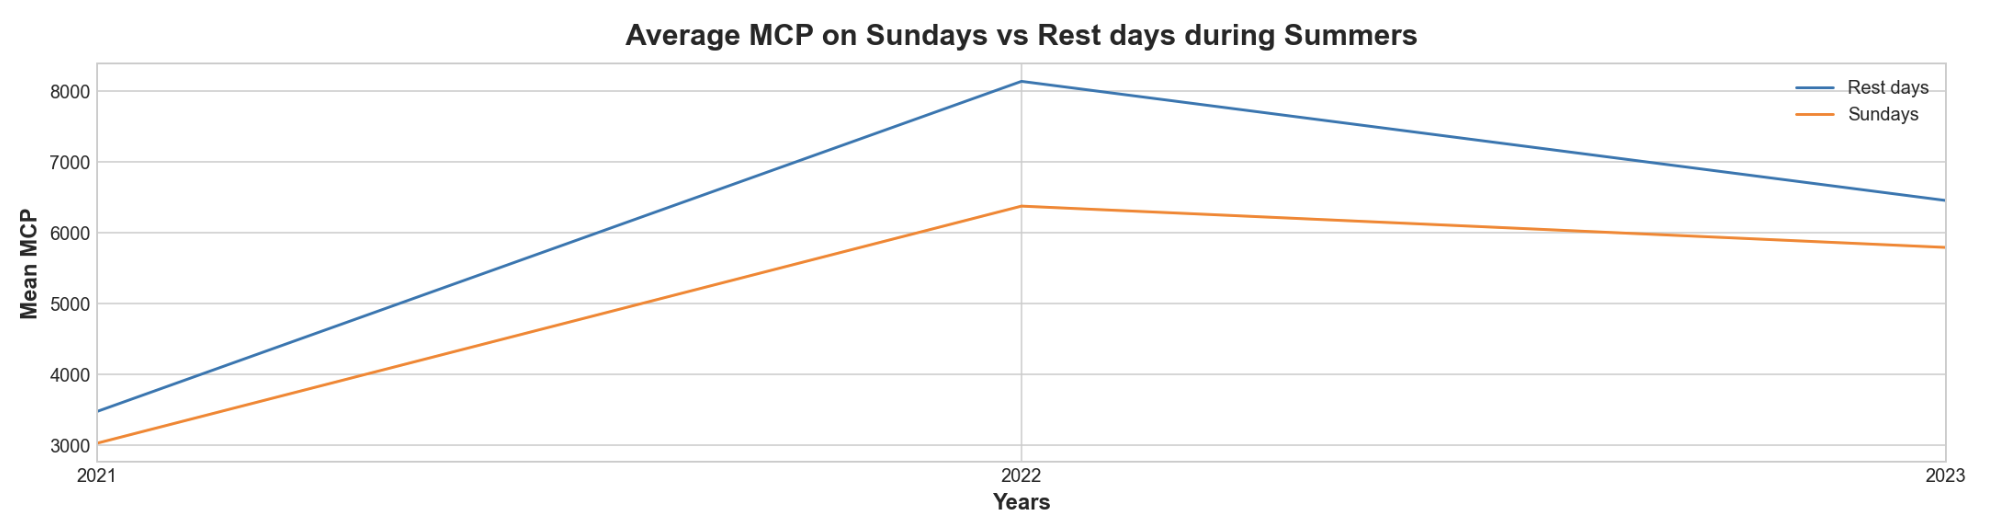 Average MCP on Sundays vs Rest days during Summers
8000
7000
6000
5000
4000
3000
Mean MCP
Rest days
Sundays
2021 2022 2023
Years